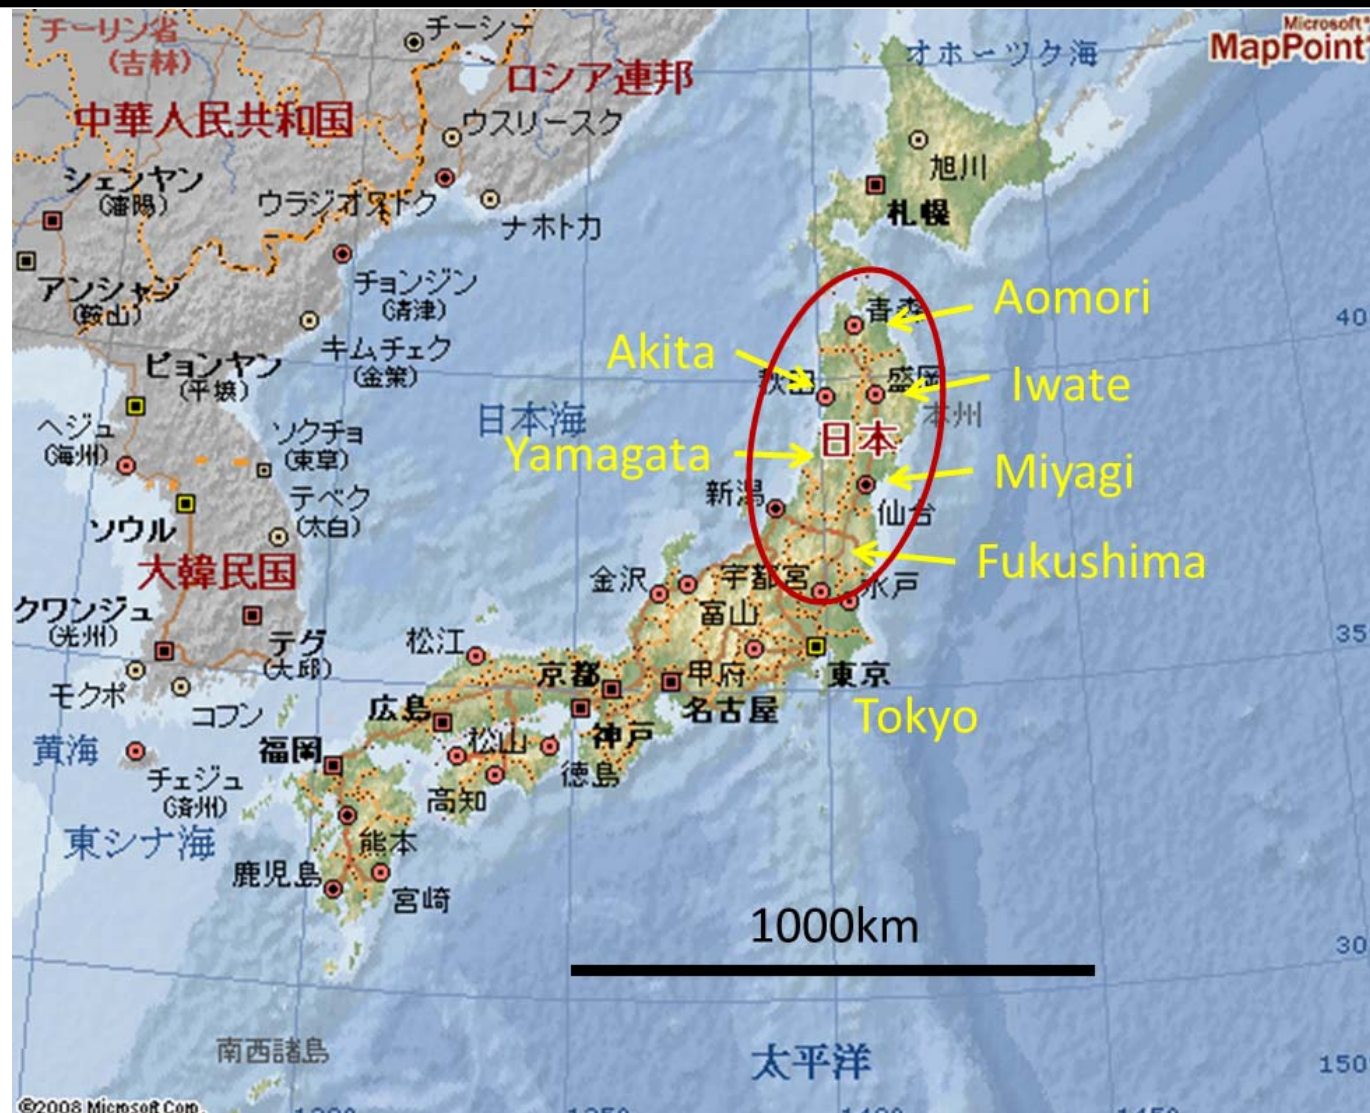 Microsoft
MapPoint
チーリン省
(吉林)
チーシー
オホーツク海
ロシア連邦
中華人民共和国
ウスリースク
旭川
シェンヤン
(瀋陽)
ウラジオストク
ナホトカ
札幌
アンシャン
(鞍山)
チョンジン
(清津)
キムチェク
(金策)
青森
Aomori
40
ピョンヤン
(平壌)
Akita
秋田
盛岡
Iwate
本州
ヘジュ
(海州)
ソクチョ
(東草)
日本海
日本
Yamagata
Miyagi
テベク
(太白)
新潟
仙台
ソウル
大韓民国
金沢
宇都宮
水戸
Fukushima
富山
クワンジュ
(光州)
テグ
(大邱)
松江
京都
甲府
東京
35
モクポ
コフン
広島
名古屋
Tokyo
黄海
福岡
松山
神戸
チェジュ
(済州)
高知
徳島
東シナ海
熊本
鹿児島
宮崎
1000km
30
南西諸島
太平洋
150
©2008 Microsoft Corp.